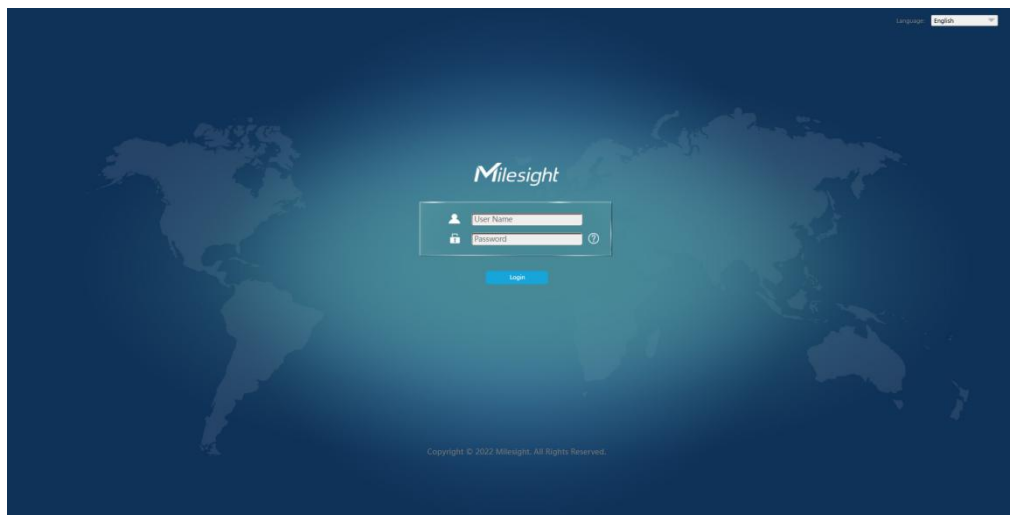 Language: English
Milesight
User Name
Password
?
Login
Copyright © 2022 Milesight. All Rights Reserved.